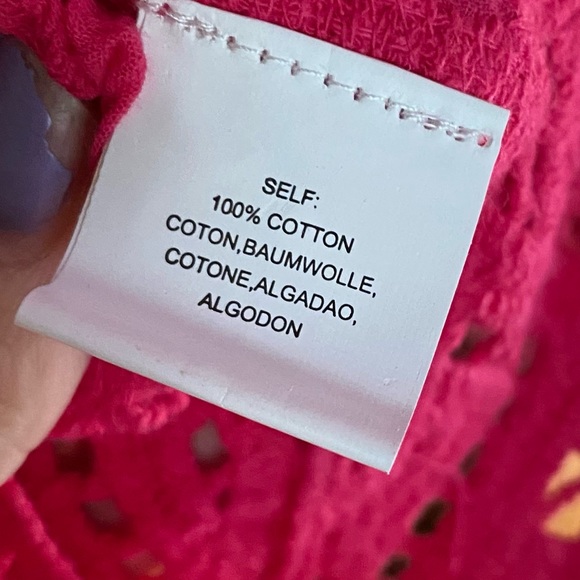 SELF:
100% COTTON
COTON,BAUMWOLLE,
COTONE,ALGADAO,
ALGODON